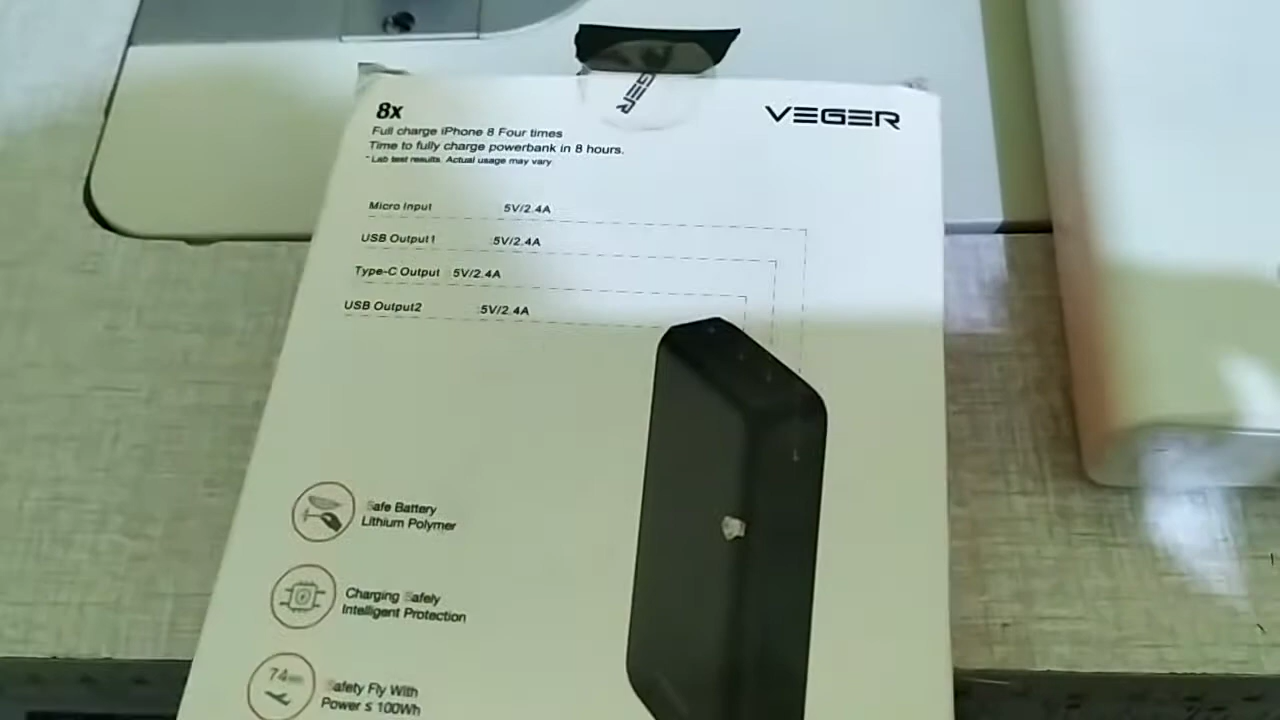 GER
8x
VEGER
Full charge iPhone 8 Four times
Time to fully charge powerbank in 8 hours.
* Lab test results. Actual usage may vary
Micro Input 5V/2.4A
USB Output1 5V/2.4A
Type-C Output 5V/2.4A
USB Output2 5V/2.4A
Safe Battery
Lithium Polymer
Charging Safely
Intelligent Protection
74Wh
Safety Fly With
Power ≤ 100Wh